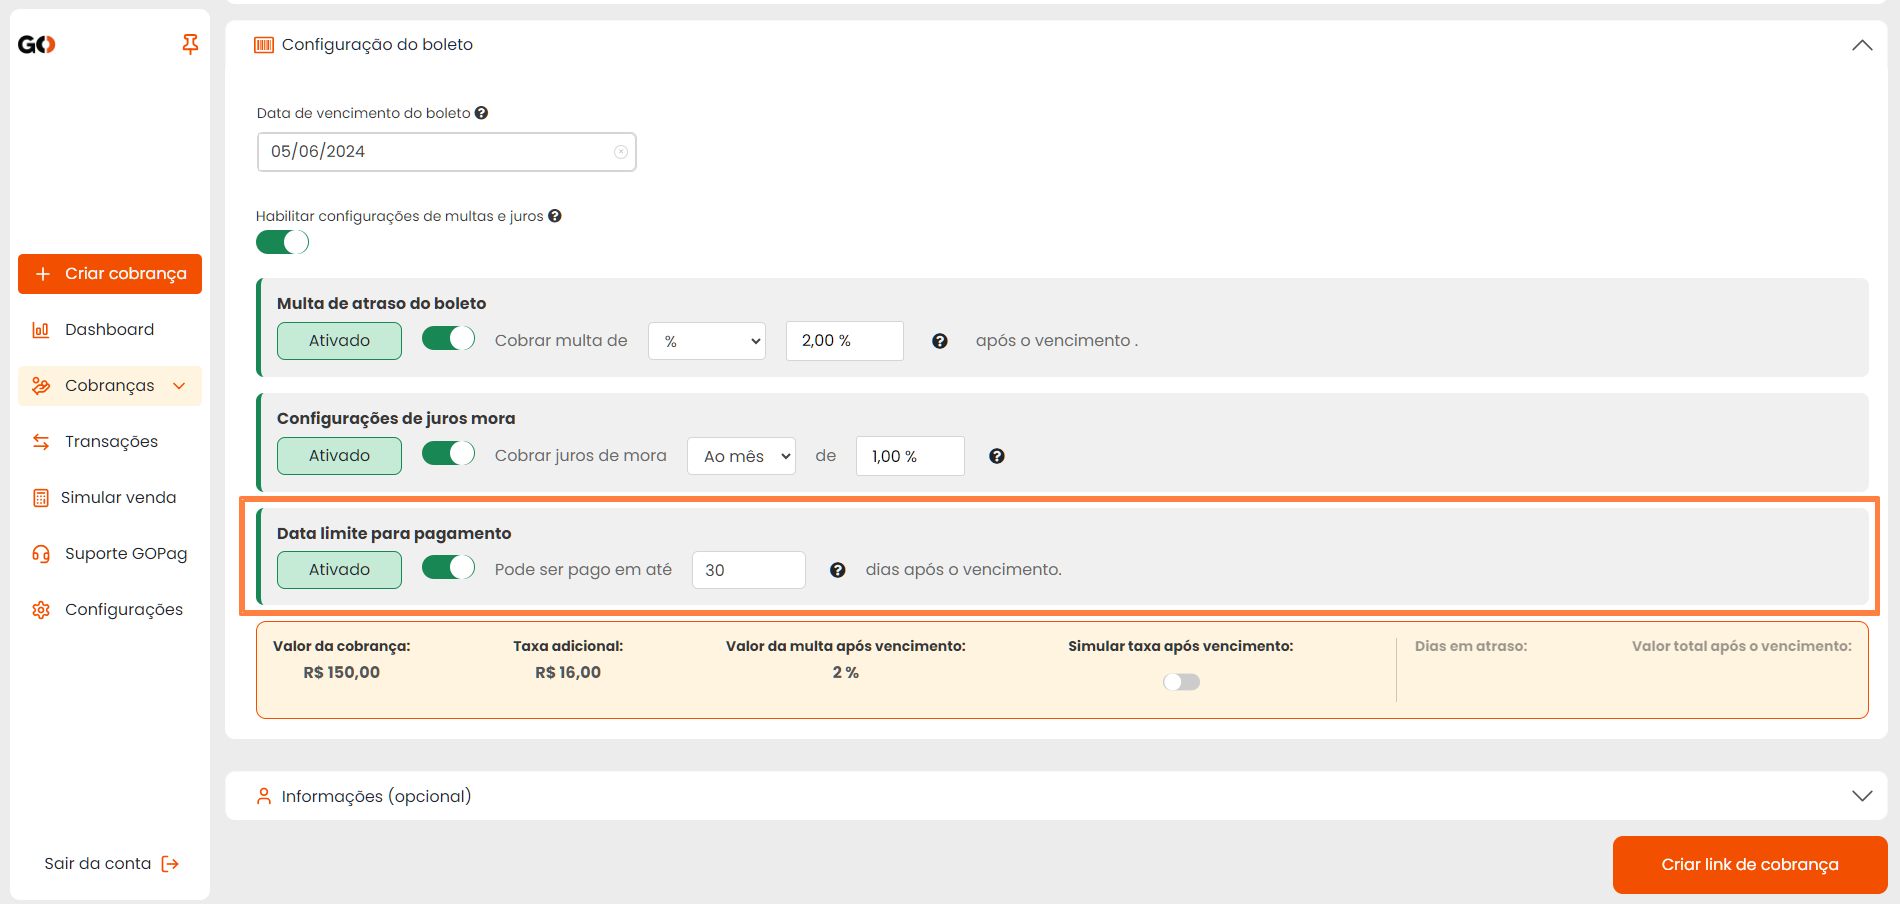 GO
Criar cobrança
Dashboard
Cobranças
Transações
Simular venda
Suporte GOPag
Configurações
Sair da conta
Configuração do boleto
Data de vencimento do boleto ?
05/06/2024
Habilitar configurações de multas e juros ?
Multa de atraso do boleto
Ativado Cobrar multa de % 2,00 % ? após o vencimento .
Configurações de juros mora
Ativado Cobrar juros de mora Ao mês de 1,00 % ?
Data limite para pagamento
Ativado Pode ser pago em até 30 ? dias após o vencimento.
Valor da cobrança: Taxa adicional: Valor da multa após vencimento: Simular taxa após vencimento: Dias em atraso: Valor total após o vencimento:
R$ 150,00 R$ 16,00 2 %
Informações (opcional)
Criar link de cobrança